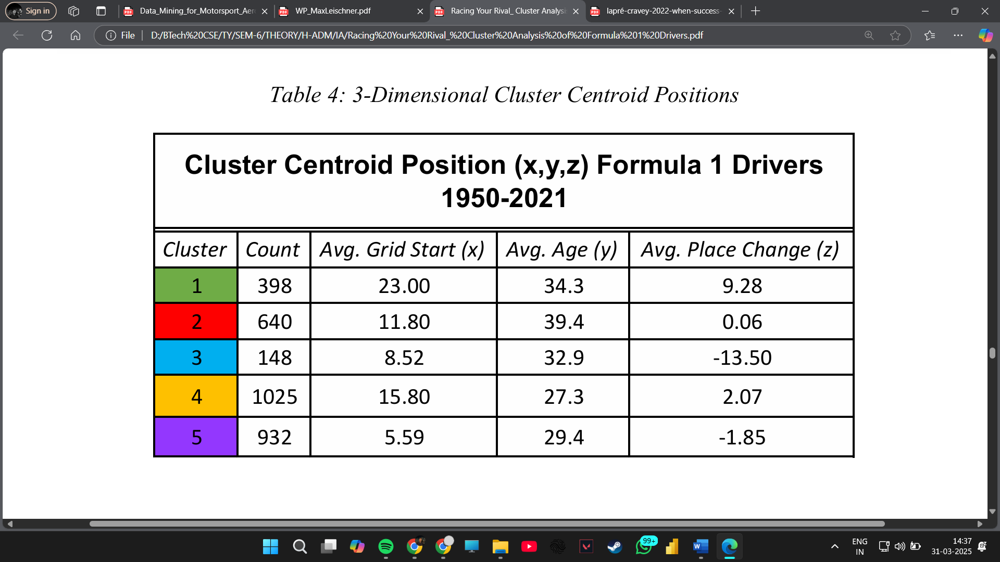 Sign in
Data_Mining_for_Motorsport_Aer
WP_MaxLeischner.pdf
Racing Your Rival_ Cluster Analysi
lapré-cravey-2022-when-success-
File
D:/BTech%20CSE/TY/SEM-6/THEORY/H-ADM/IA/Racing%20Your%20Rival_%20Cluster%20Analysis%20of%20Formula%201%20Drivers.pdf
Table 4: 3-Dimensional Cluster Centroid Positions
Cluster Centroid Position (x,y,z) Formula 1 Drivers
1950-2021
Cluster Count Avg. Grid Start (x) Avg. Age (y) Avg. Place Change (z)
1 398 23.00 34.3 9.28
2 640 11.80 39.4 0.06
3 148 8.52 32.9 -13.50
4 1025 15.80 27.3 2.07
5 932 5.59 29.4 -1.85
99+
ENG
IN
14:37
31-03-2025